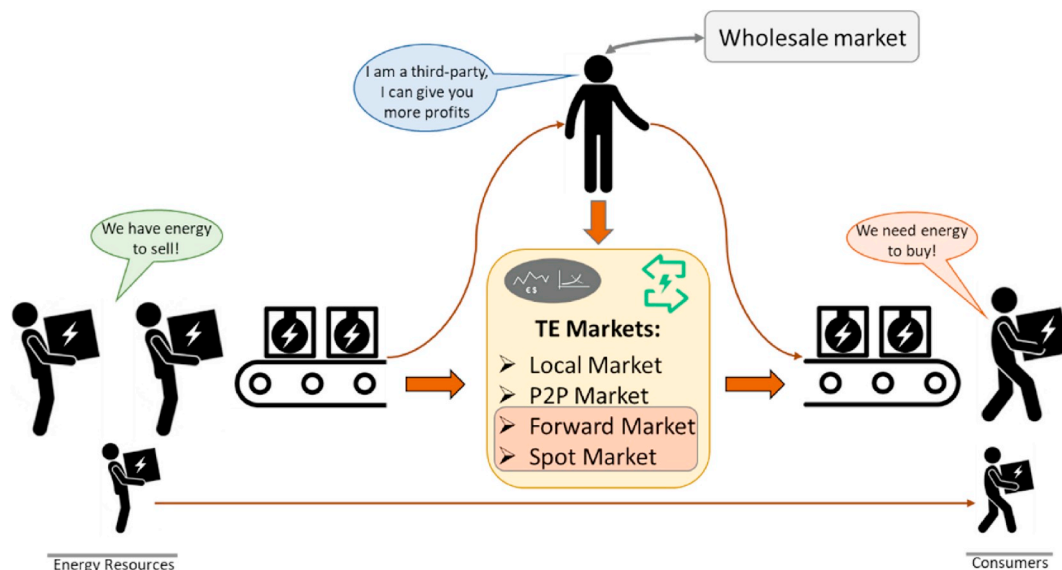 Wholesale market
I am a third-party,
I can give you
more profits
We have energy
to sell!
We need energy
to buy!
€ $
TE Markets:
➢ Local Market
➢ P2P Market
➢ Forward Market
➢ Spot Market
Energy Resources
Consumers